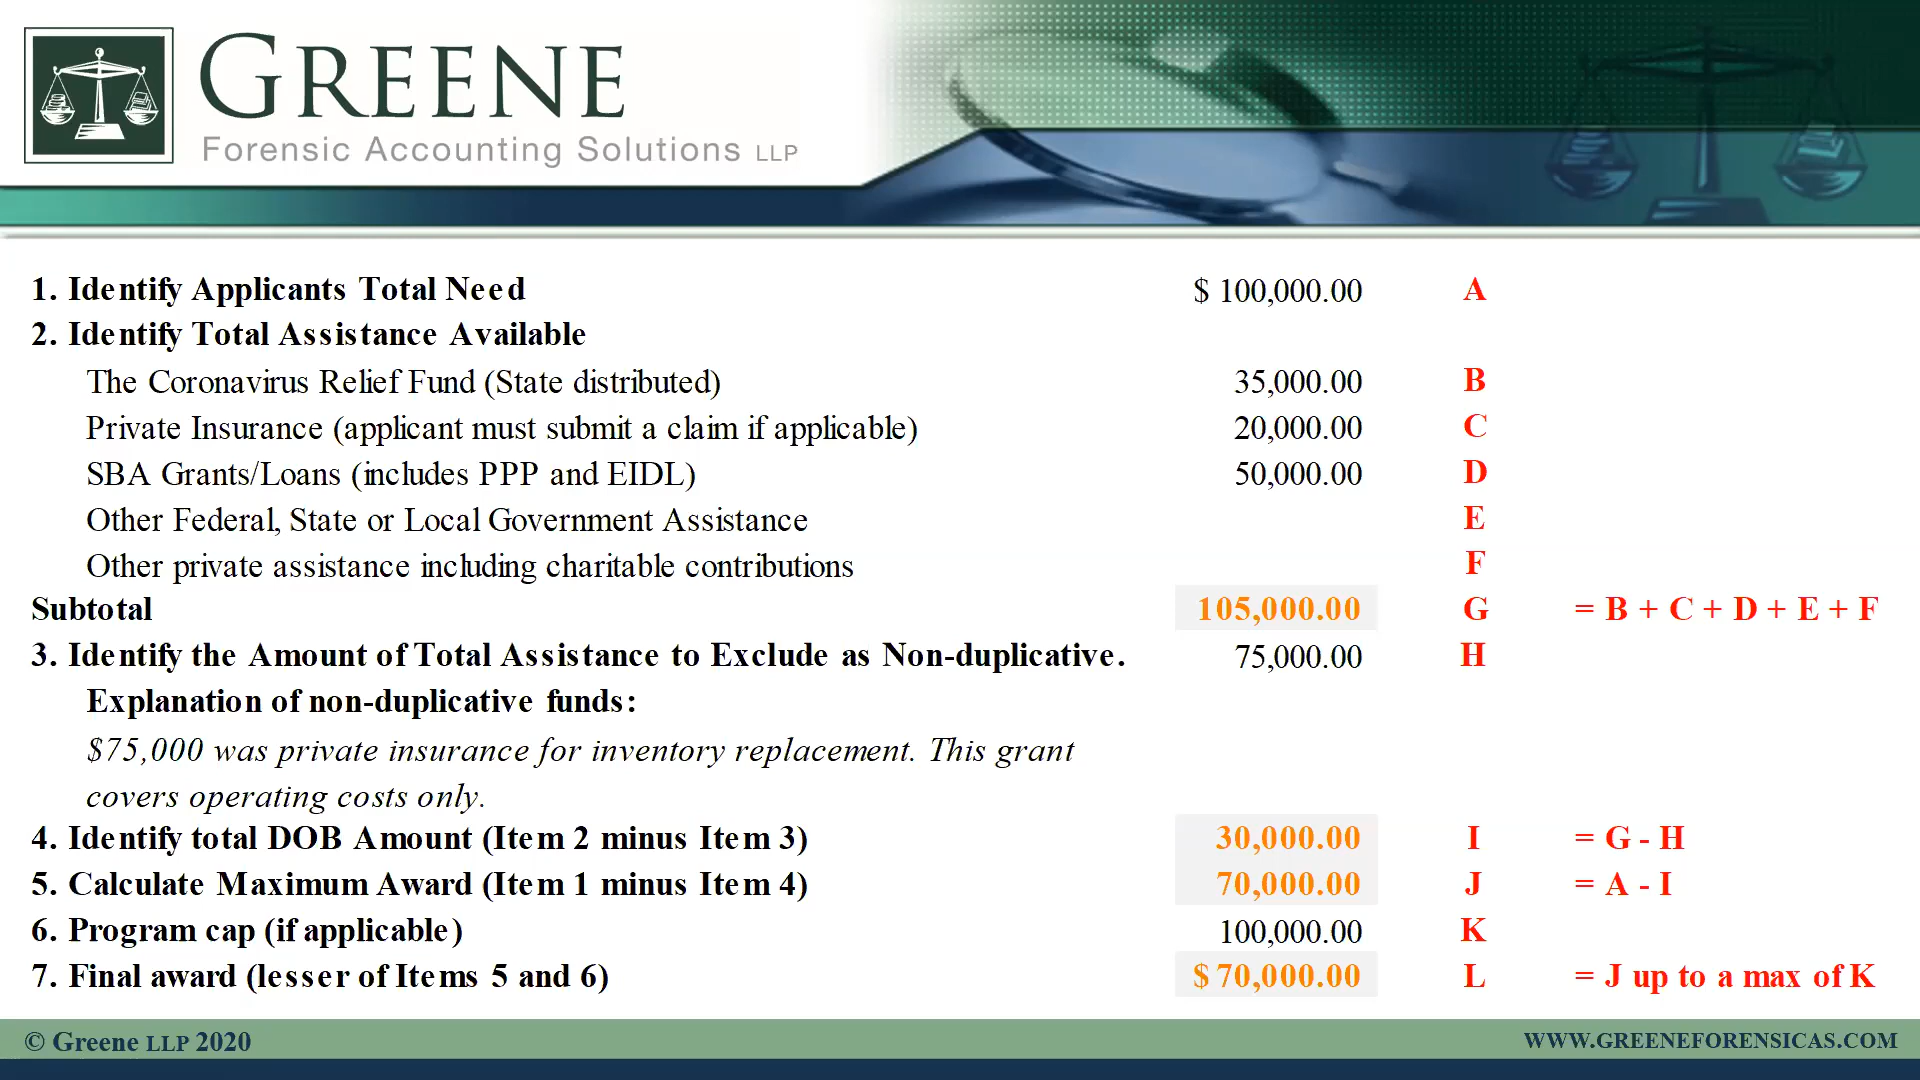 GREENE
Forensic Accounting Solutions LLP
1. Identify Applicants Total Need $ 100,000.00 A
2. Identify Total Assistance Available
The Coronavirus Relief Fund (State distributed) 35,000.00 B
Private Insurance (applicant must submit a claim if applicable) 20,000.00 C
SBA Grants/Loans (includes PPP and EIDL) 50,000.00 D
Other Federal, State or Local Government Assistance E
Other private assistance including charitable contributions F
Subtotal 105,000.00 G = B + C + D + E + F
3. Identify the Amount of Total Assistance to Exclude as Non-duplicative. 75,000.00 H
Explanation of non-duplicative funds:
$75,000 was private insurance for inventory replacement. This grant
covers operating costs only.
4. Identify total DOB Amount (Item 2 minus Item 3) 30,000.00 I = G - H
5. Calculate Maximum Award (Item 1 minus Item 4) 70,000.00 J = A - I
6. Program cap (if applicable) 100,000.00 K
7. Final award (lesser of Items 5 and 6) $ 70,000.00 L = J up to a max of K
© Greene LLP 2020 WWW.GREENEFORENSICAS.COM